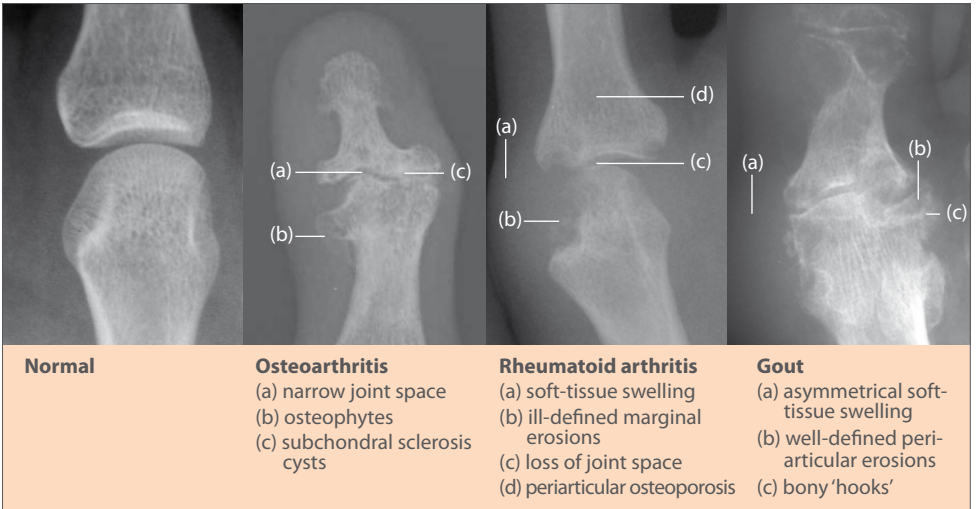 (a)
(b)
(c)
(a)
(b)
(d)
(c)
(a)
(b)
(c)
Normal
Osteoarthritis
(a) narrow joint space
(b) osteophytes
(c) subchondral sclerosis
cysts
Rheumatoid arthritis
(a) soft-tissue swelling
(b) ill-defined marginal
erosions
(c) loss of joint space
(d) periarticular osteoporosis
Gout
(a) asymmetrical soft-
tissue swelling
(b) well-defined peri-
articular erosions
(c) bony ‘hooks’